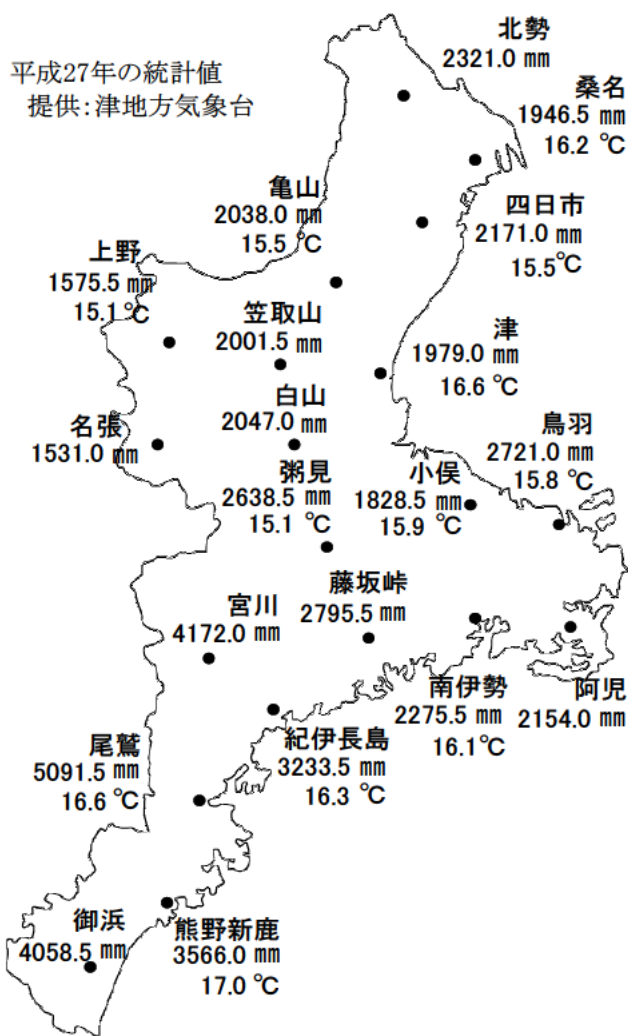 平成27年の統計値
提供:津地方気象台
北勢
2321.0 mm
桑名
1946.5 mm
16.2 ℃
亀山
2038.0 mm
15.5 ℃
四日市
2171.0 mm
15.5℃
上野
1575.5 mm
15.1 ℃
笠取山
2001.5 mm
津
1979.0 mm
16.6 ℃
白山
2047.0 mm
名張
1531.0 mm
鳥羽
2721.0 mm
15.8 ℃
粥見
2638.5 mm
15.1 ℃
小俣
1828.5 mm
15.9 ℃
藤坂峠
2795.5 mm
宮川
4172.0 mm
南伊勢
2275.5 mm
16.1℃
阿児
2154.0 mm
紀伊長島
3233.5 mm
16.3 ℃
尾鷲
5091.5 mm
16.6 ℃
御浜
4058.5 mm
熊野新鹿
3566.0 mm
17.0 ℃